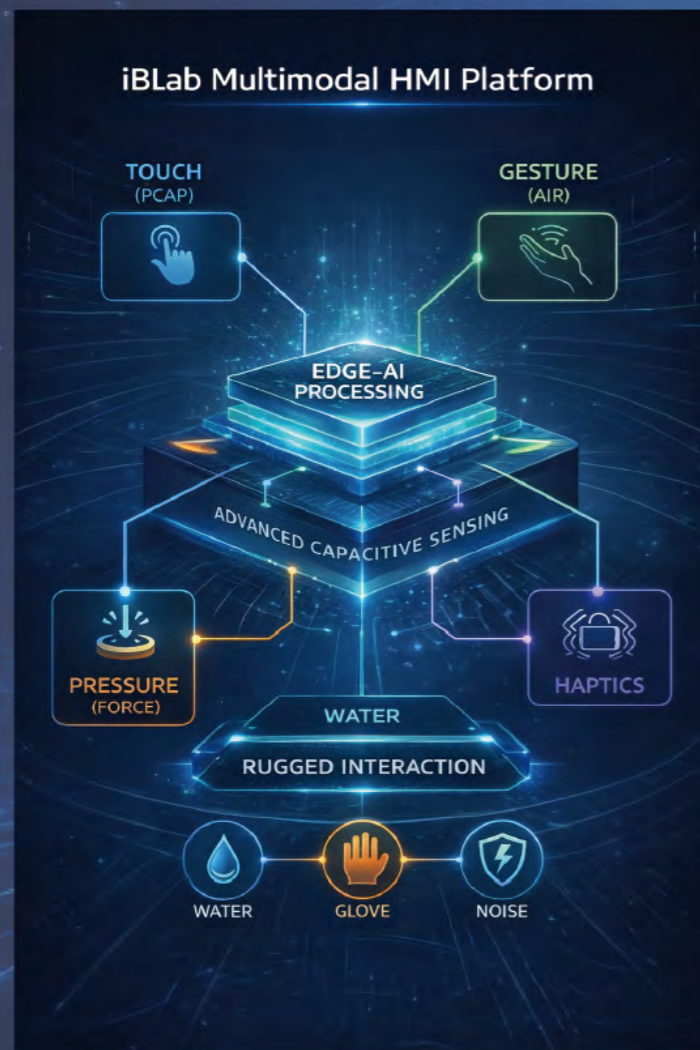 iBLab Multimodal HMI Platform
TOUCH
(PCAP)
GESTURE
(AIR)
EDGE-AI
PROCESSING
ADVANCED CAPACITIVE SENSING
PRESSURE
(FORCE)
HAPTICS
WATER
RUGGED INTERACTION
WATER
GLOVE
NOISE